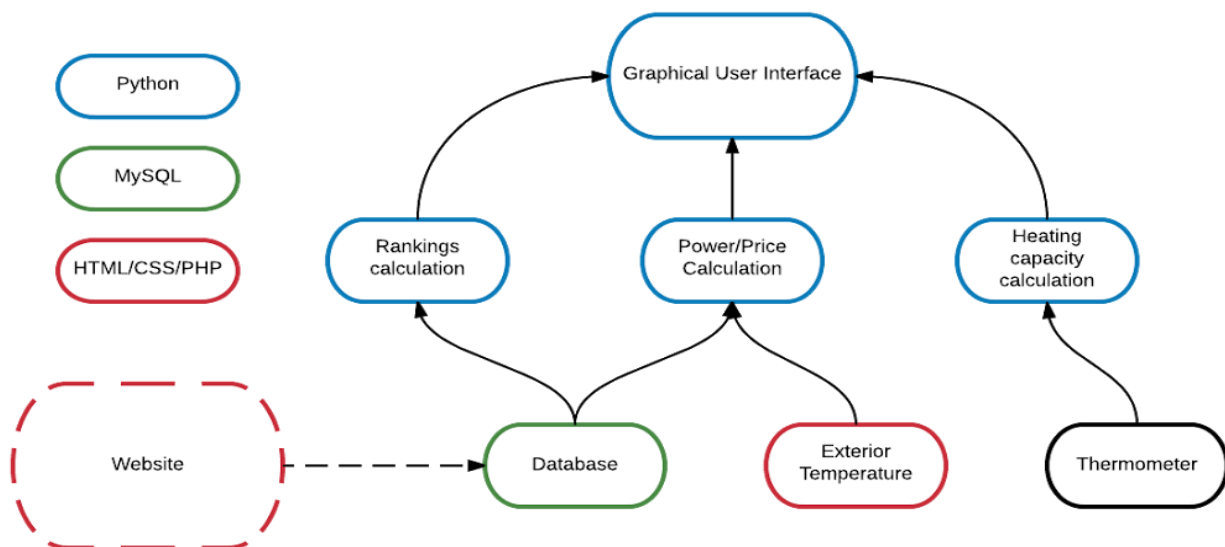 Python
MySQL
HTML/CSS/PHP
Graphical User Interface
Rankings
calculation
Power/Price
Calculation
Heating
capacity
calculation
Website
Database
Exterior
Temperature
Thermometer